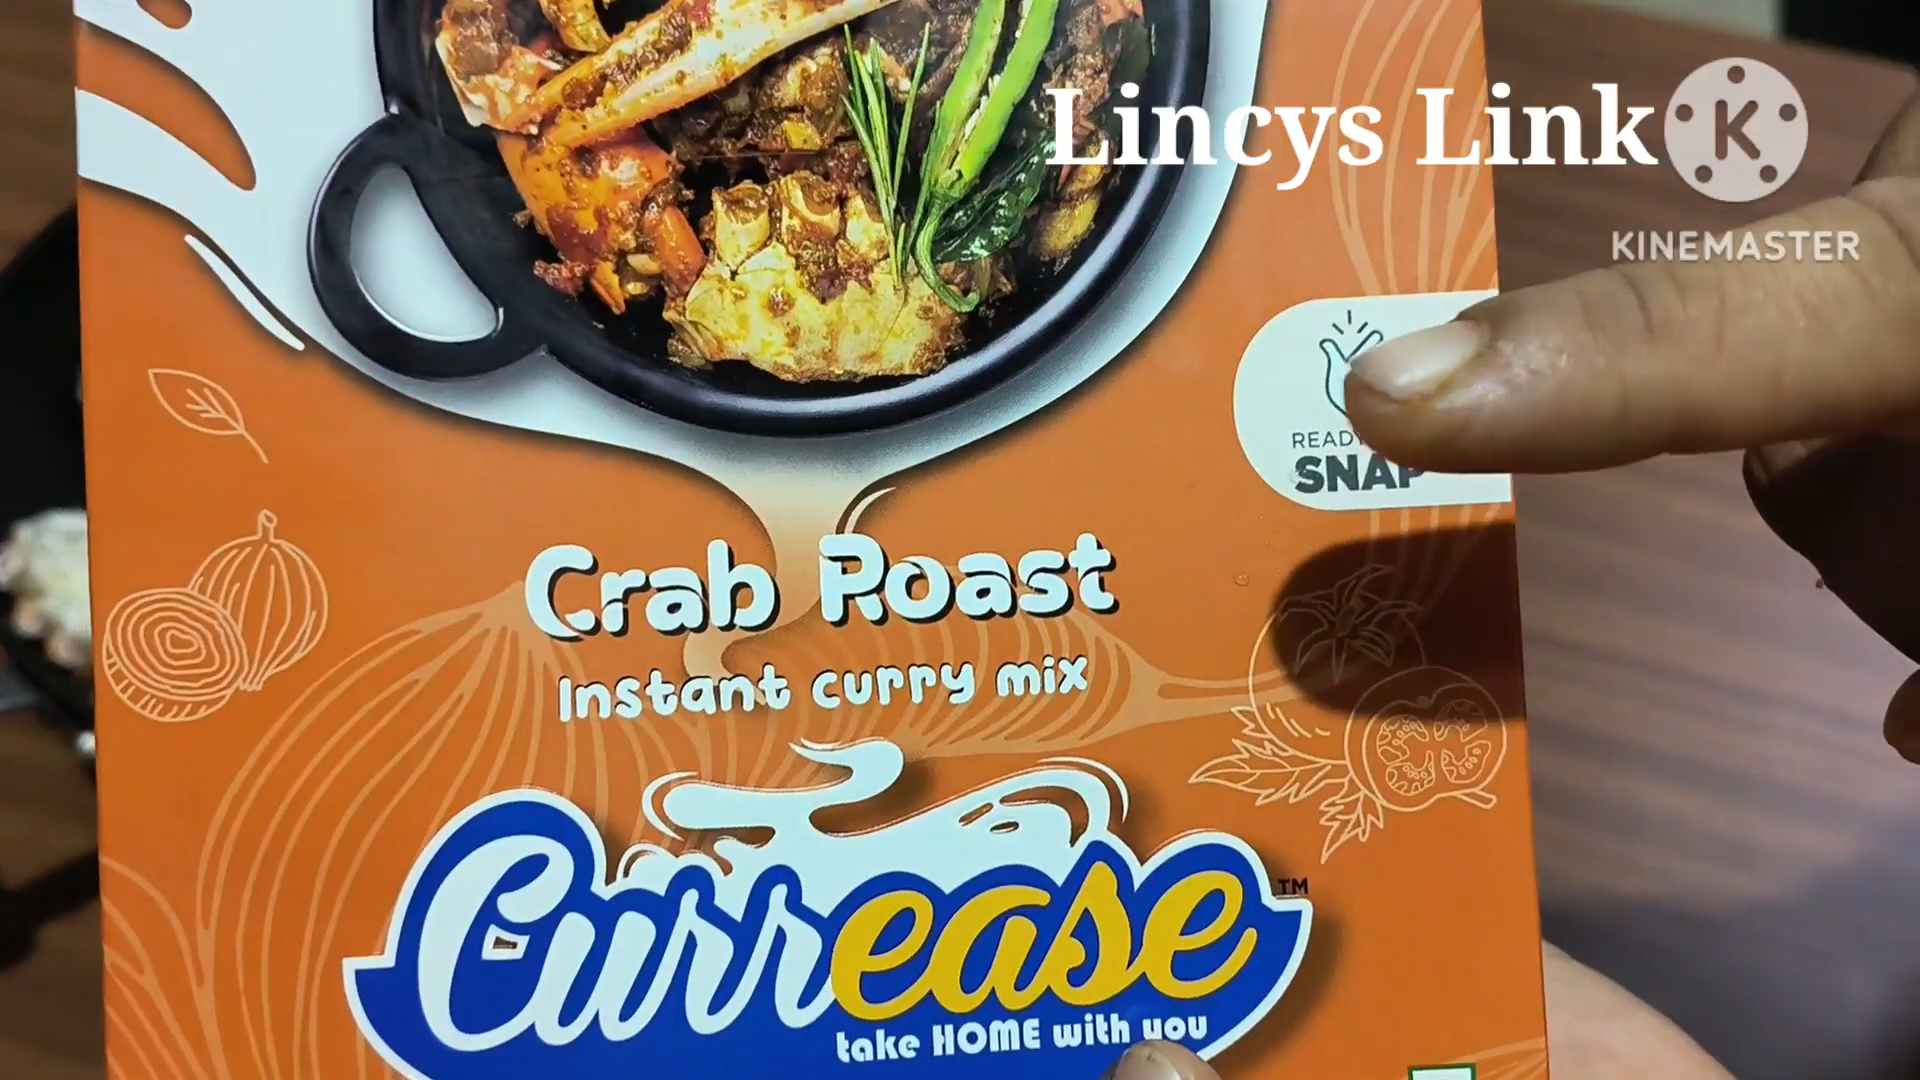 Lincys Link
K
KINEMASTER
READY
SNAP
Crab Roast
Instant curry mix
Currease TM
take HOME with you